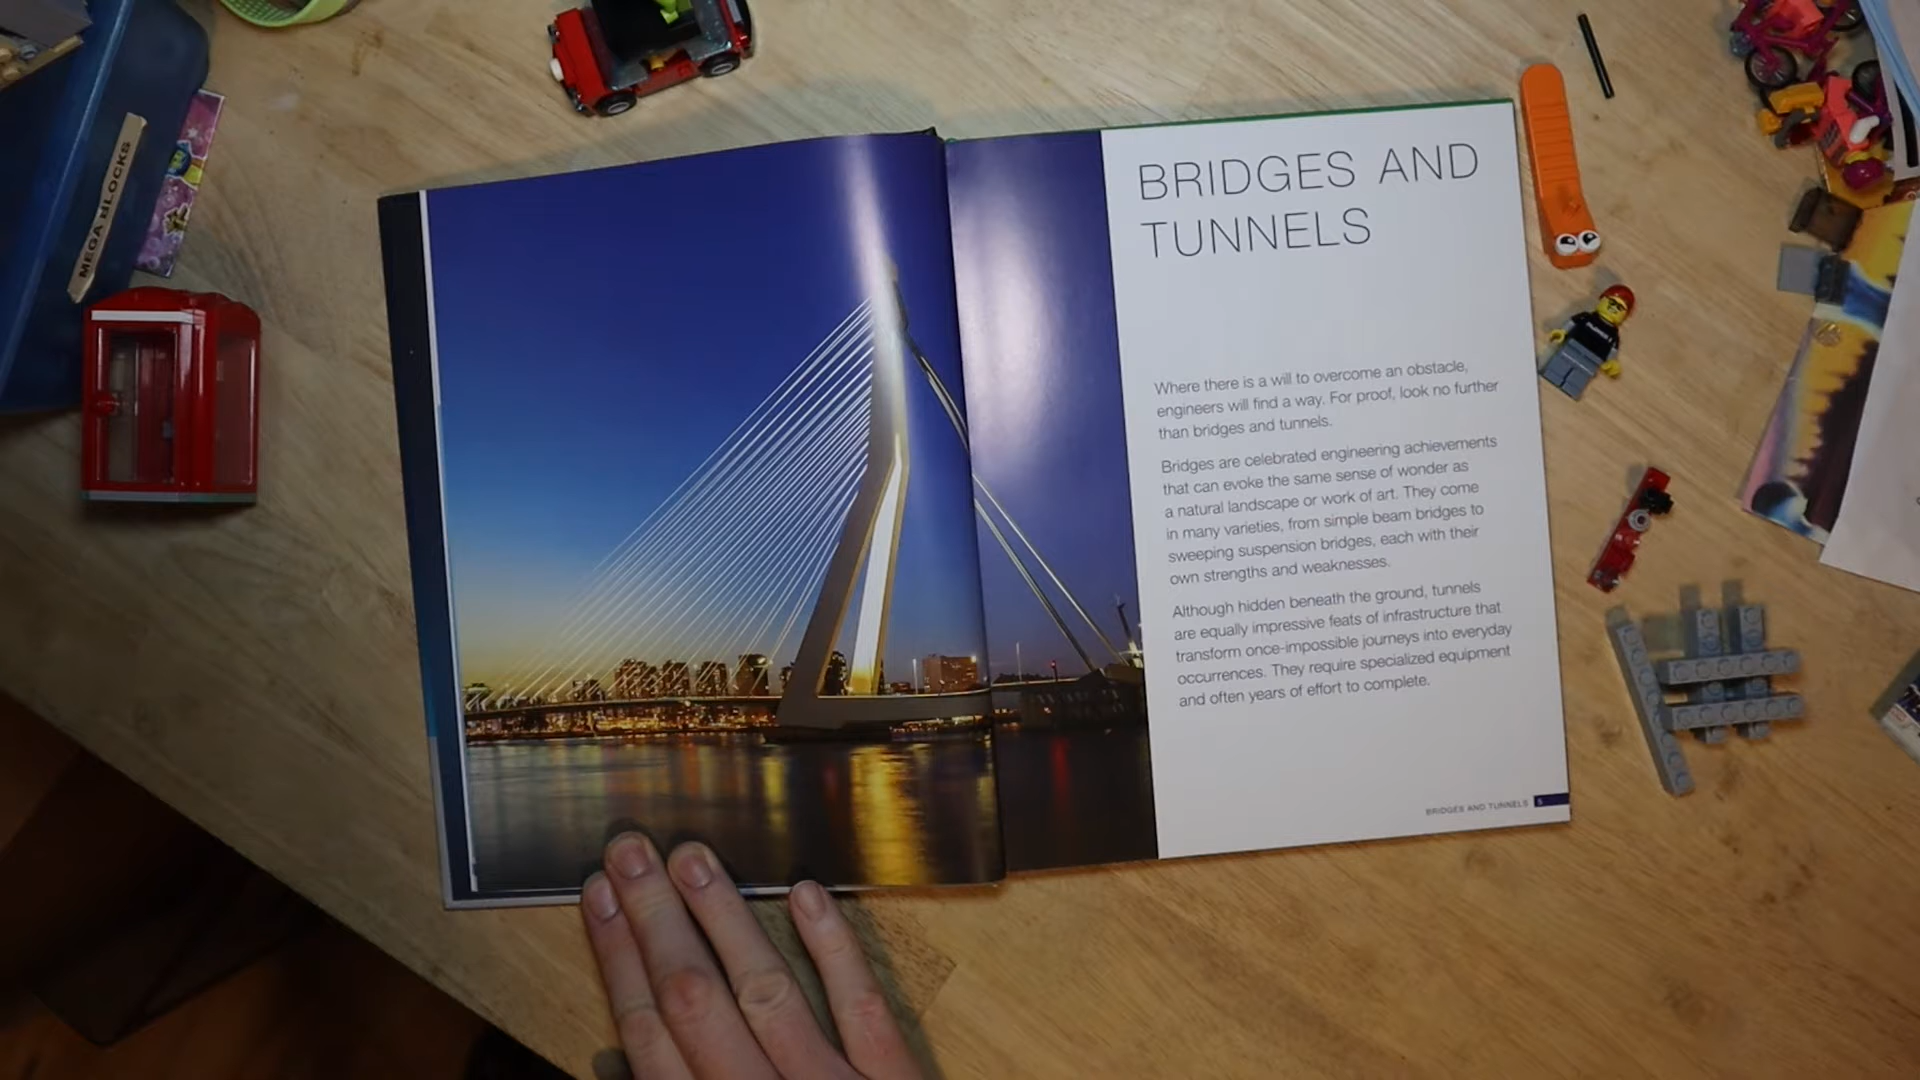 MEGA BLOCKS
BRIDGES AND
TUNNELS
Where there is a will to overcome an obstacle,
engineers will find a way. For proof, look no further
than bridges and tunnels.
Bridges are celebrated engineering achievements
that can evoke the same sense of wonder as
a natural landscape or work of art. They come
in many varieties, from simple beam bridges to
sweeping suspension bridges, each with their
own strengths and weaknesses.
Although hidden beneath the ground, tunnels
are equally impressive feats of infrastructure that
transform once-impossible journeys into everyday
occurrences. They require specialized equipment
and often years of effort to complete.
BRIDGES AND TUNNELS 5